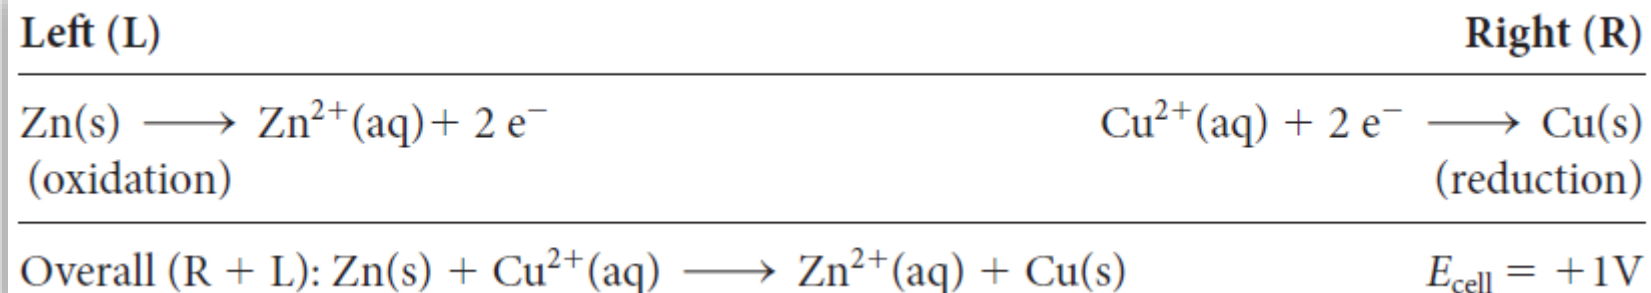 Left (L) Right (R)
Zn(s) ⟶ Zn²⁺(aq)+ 2 e⁻ Cu²⁺(aq) + 2 e⁻ ⟶ Cu(s)
(oxidation) (reduction)
Overall (R + L): Zn(s) + Cu²⁺(aq) ⟶ Zn²⁺(aq) + Cu(s) E_cell = +1V